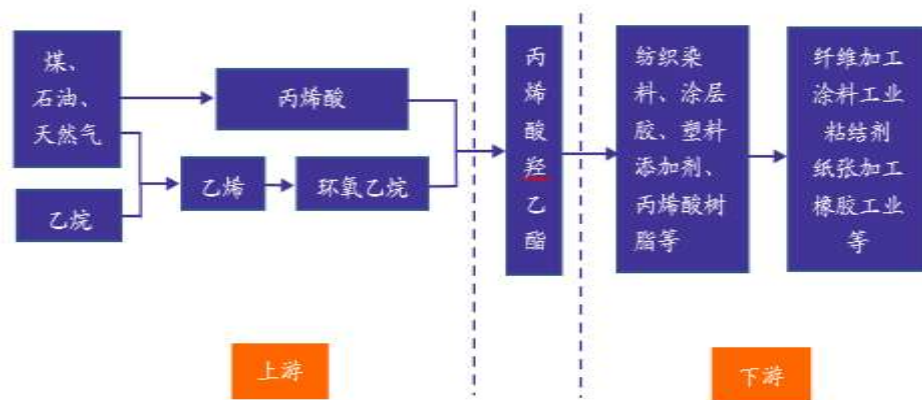 煤、
石油、
天然气
乙烷
丙烯酸
乙烯
环氧乙烷
丙
烯
酸
羟
乙
酯
纺织染
料、涂层
胶、塑料
添加剂、
丙烯酸树
脂等
纤维加工
涂料工业
粘结剂
纸张加工
橡胶工业
等
上游
下游